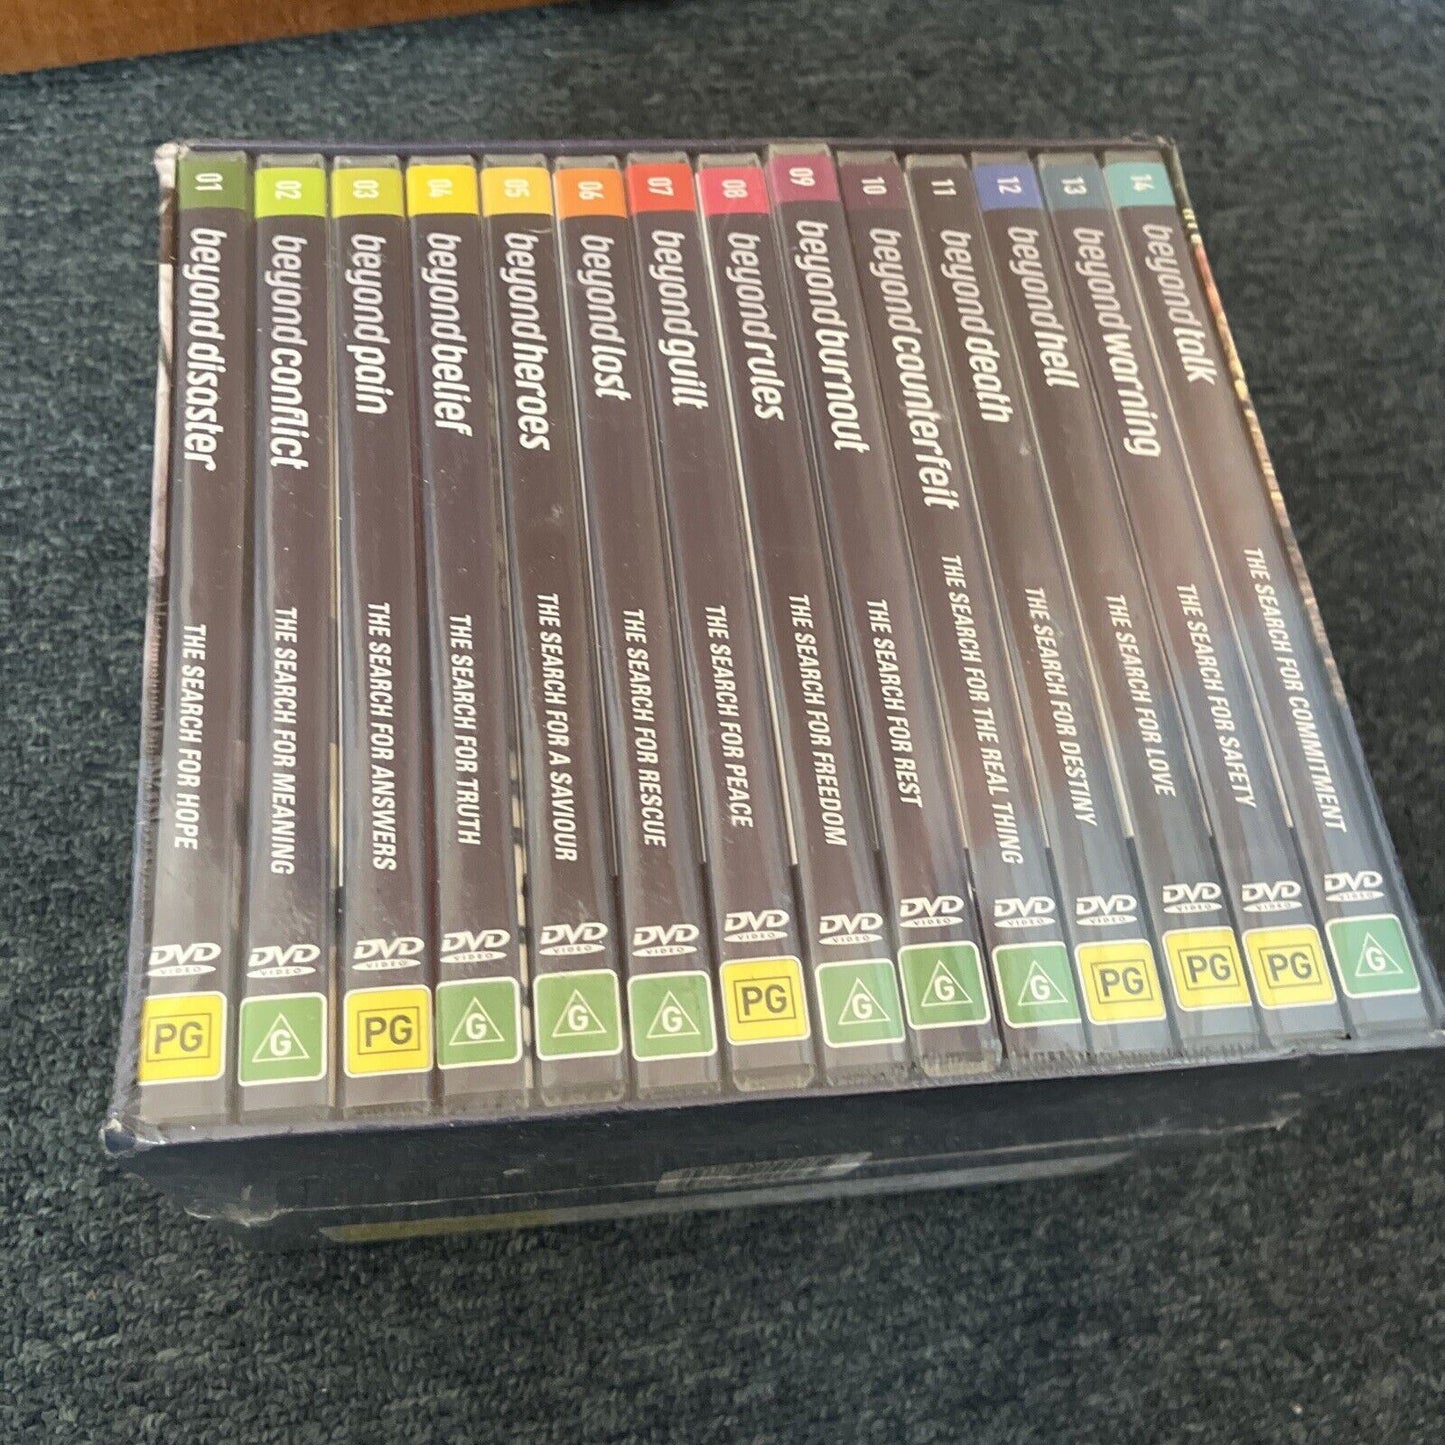 01 beyond disaster THE SEARCH FOR HOPE DVD VIDEO PG
02 beyond conflict THE SEARCH FOR MEANING DVD VIDEO G
03 beyond pain THE SEARCH FOR ANSWERS DVD VIDEO PG
04 beyond belief THE SEARCH FOR TRUTH DVD VIDEO G
05 beyond heroes THE SEARCH FOR A SAVIOUR DVD VIDEO G
06 beyond lost THE SEARCH FOR RESCUE DVD VIDEO G
07 beyond guilt THE SEARCH FOR PEACE DVD VIDEO PG
08 beyond rules THE SEARCH FOR FREEDOM DVD VIDEO G
09 beyond burnout THE SEARCH FOR REST DVD VIDEO G
10 beyond counterfeit THE SEARCH FOR THE REAL THING DVD VIDEO G
11 beyond death THE SEARCH FOR DESTINY DVD VIDEO PG
12 beyond hell THE SEARCH FOR LOVE DVD VIDEO PG
13 beyond warning THE SEARCH FOR SAFETY DVD VIDEO PG
14 beyond talk THE SEARCH FOR COMMITMENT DVD VIDEO G